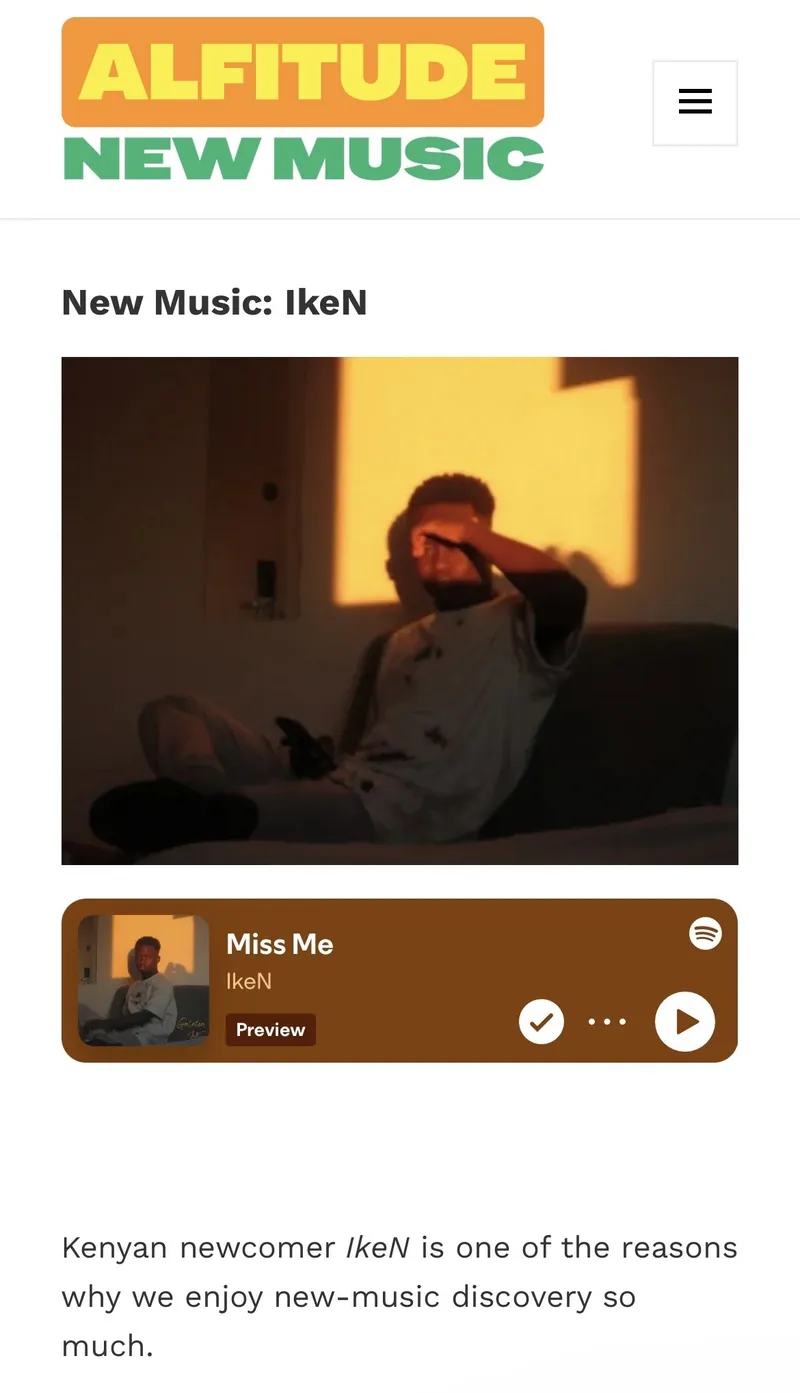 ALFITUDE
NEW MUSIC
New Music: IkeN
Miss Me
IkeN
Preview
Kenyan newcomer IkeN is one of the reasons
why we enjoy new-music discovery so
much.